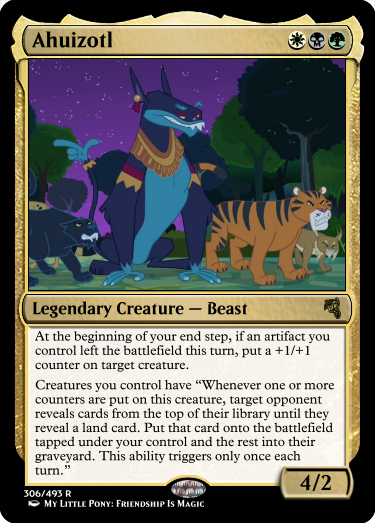 Ahuizotl
Legendary Creature — Beast
At the beginning of your end step, if an artifact you
control left the battlefield this turn, put a +1/+1
counter on target creature.
Creatures you control have “Whenever one or more
counters are put on this creature, target opponent
reveals cards from the top of their library until they
reveal a land card. Put that card onto the battlefield
tapped under your control and the rest into their
graveyard. This ability triggers only once each
turn.”
4/2
306/493 R
My Little Pony: Friendship Is Magic